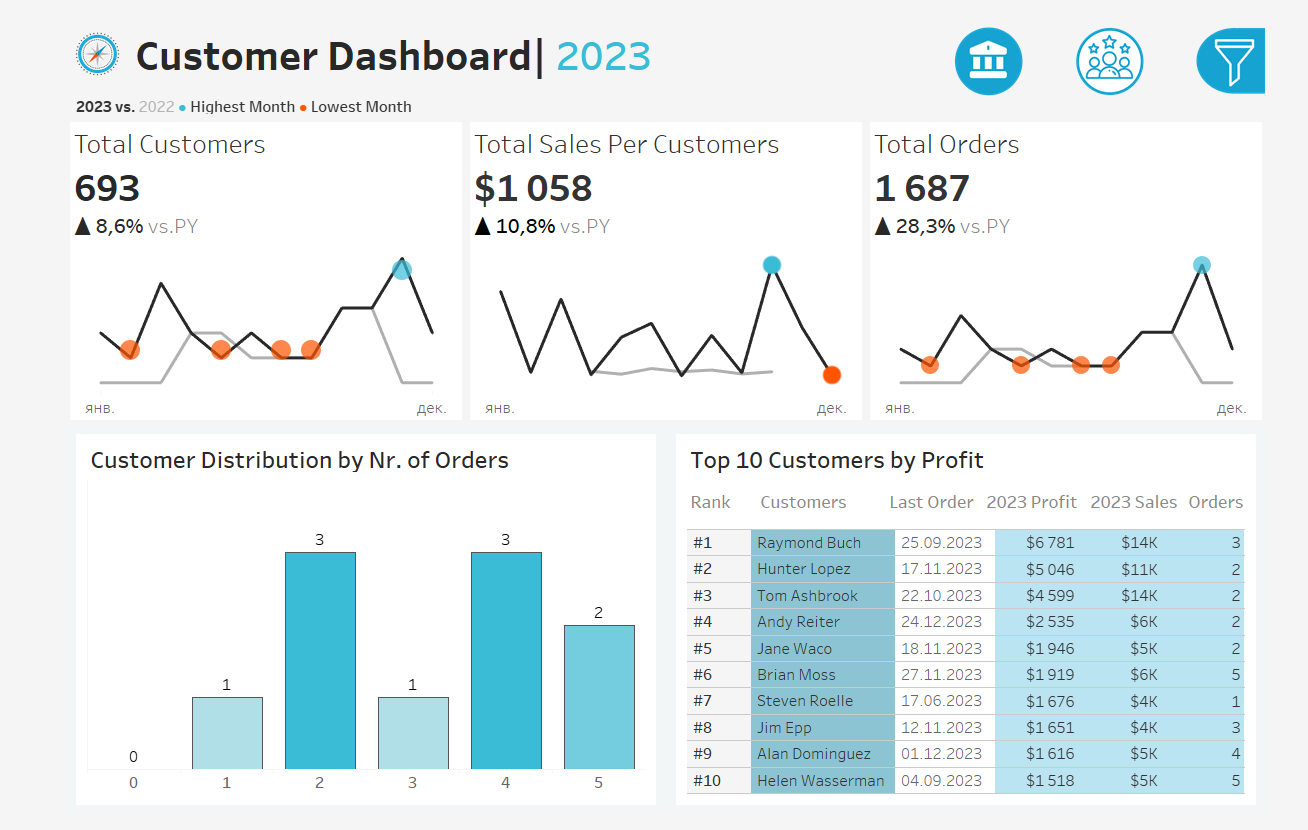 Customer Dashboard| 2023
2023 vs. 2022 • Highest Month • Lowest Month
Total Customers
693
▲ 8,6% vs.PY
янв. дек.
Total Sales Per Customers
$1 058
▲ 10,8% vs.PY
янв. дек.
Total Orders
1 687
▲ 28,3% vs.PY
янв. дек.
Customer Distribution by Nr. of Orders
0 1 3 1 3 2
0 1 2 3 4 5
Top 10 Customers by Profit
Rank Customers Last Order 2023 Profit 2023 Sales Orders
#1 Raymond Buch 25.09.2023 $6 781 $14K 3
#2 Hunter Lopez 17.11.2023 $5 046 $11K 2
#3 Tom Ashbrook 22.10.2023 $4 599 $14K 2
#4 Andy Reiter 24.12.2023 $2 535 $6K 2
#5 Jane Waco 18.11.2023 $1 946 $5K 2
#6 Brian Moss 27.11.2023 $1 919 $6K 5
#7 Steven Roelle 17.06.2023 $1 676 $4K 1
#8 Jim Epp 12.11.2023 $1 651 $4K 3
#9 Alan Dominguez 01.12.2023 $1 616 $5K 4
#10 Helen Wasserman 04.09.2023 $1 518 $5K 5